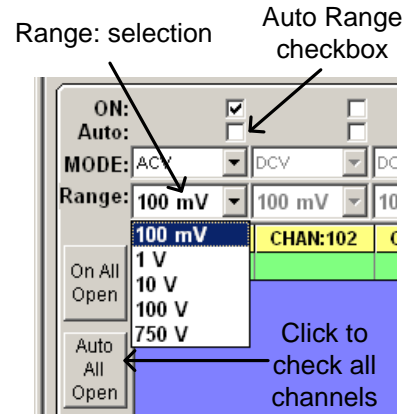 Range: selection
Auto Range
checkbox
ON:
Auto:
MODE: ACV DCV DC
Range: 100 mV 100 mV 10
100 mV
1 V
10 V
100 V
750 V
CHAN:102
On All
Open
Auto
All
Open
Click to
check all
channels